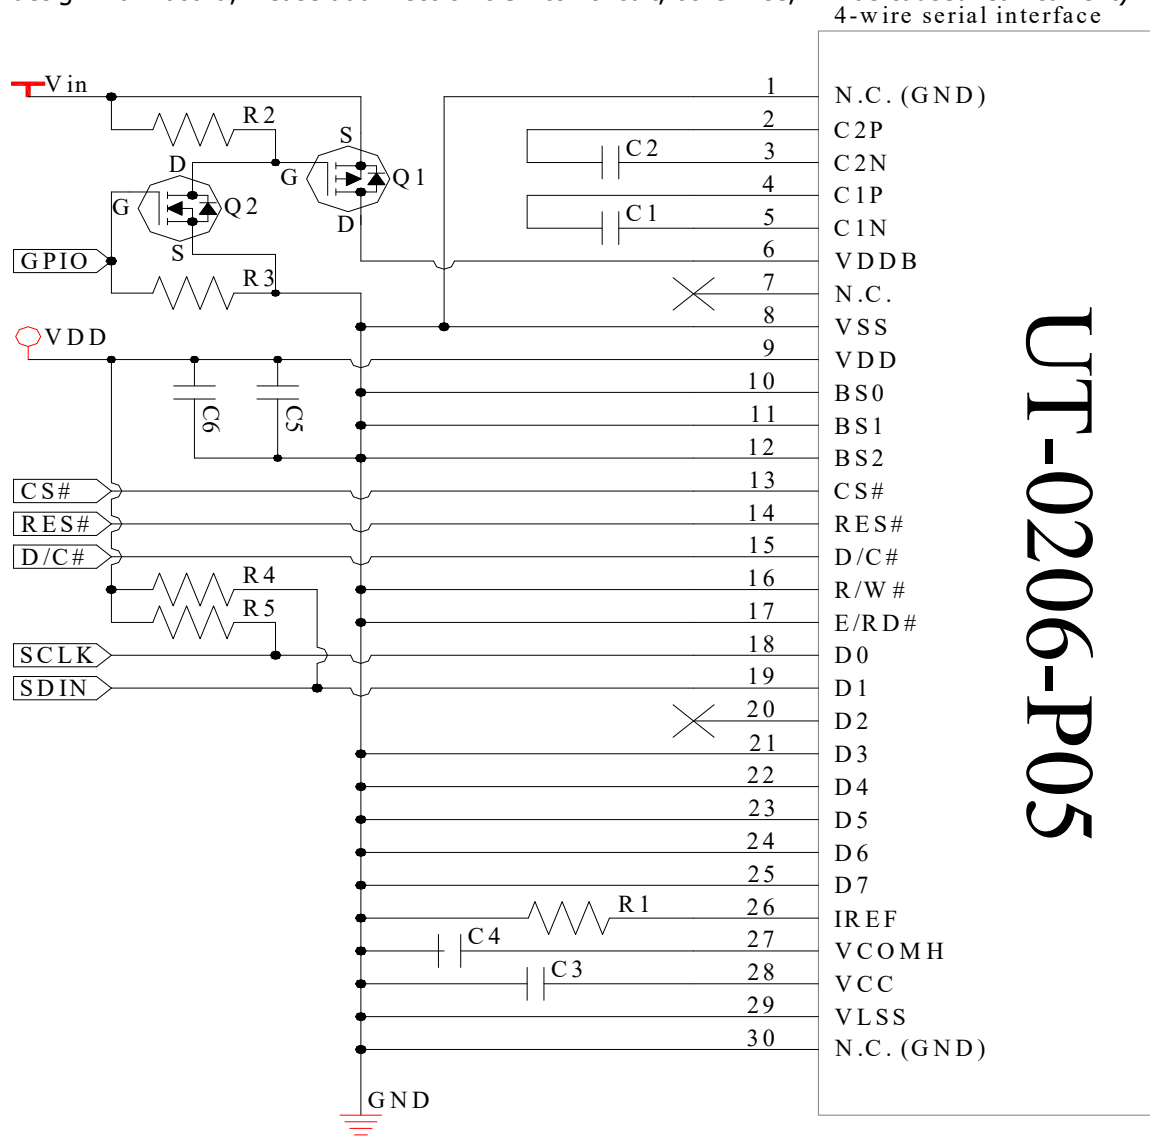 4-wire serial interface
Vin
R2
S
D
G
Q1
G
Q2
D
S
GPIO
R3
VDD
C6
C5
CS#
RES#
D/C#
R4
R5
SCLK
SDIN
C2
C1
R1
C4
C3
GND
1 N.C. (GND)
2 C2P
3 C2N
4 C1P
5 C1N
6 VDDB
7 N.C.
8 VSS
9 VDD
10 BS0
11 BS1
12 BS2
13 CS#
14 RES#
15 D/C#
16 R/W#
17 E/RD#
18 D0
19 D1
20 D2
21 D3
22 D4
23 D5
24 D6
25 D7
26 IREF
27 VCOMH
28 VCC
29 VLSS
30 N.C. (GND)
UT-0206-P05